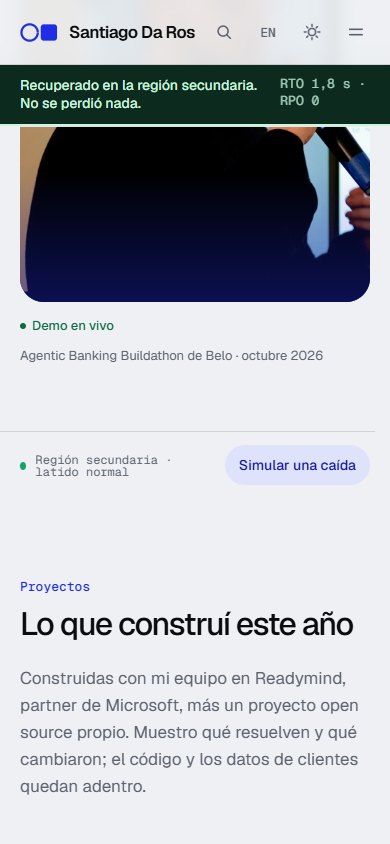 Santiago Da Ros
EN
Recuperado en la región secundaria.
No se perdió nada.
RTO 1,8 s ·
RPO 0
Demo en vivo
Agentic Banking Buildathon de Belo · octubre 2026
Región secundaria ·
latido normal
Simular una caída
Proyectos
Lo que construí este año
Construidas con mi equipo en Readymind,
partner de Microsoft, más un proyecto open
source propio. Muestro qué resuelven y qué
cambiaron; el código y los datos de clientes
quedan adentro.